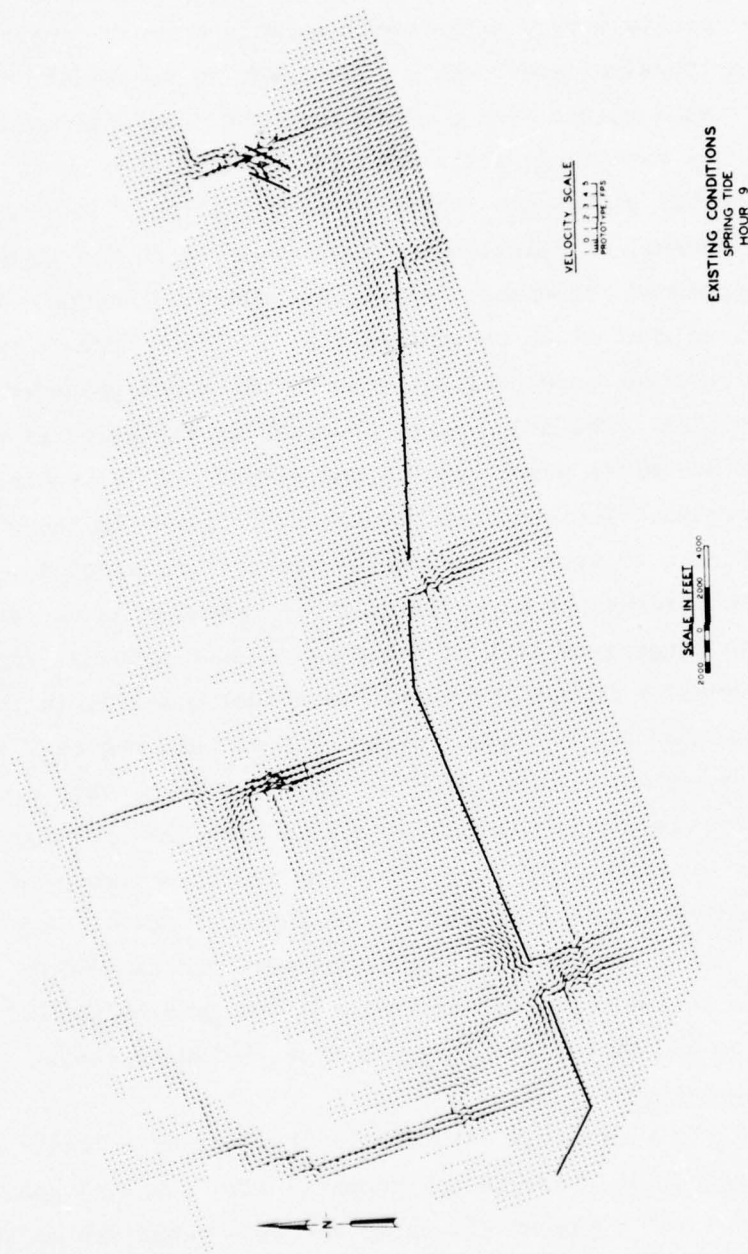 N
VELOCITY SCALE
1 0 1 2 3 4 5
PROTOTYPE, FPS
SCALE IN FEET
2000 0 2000 4000
EXISTING CONDITIONS
SPRING TIDE
HOUR 9